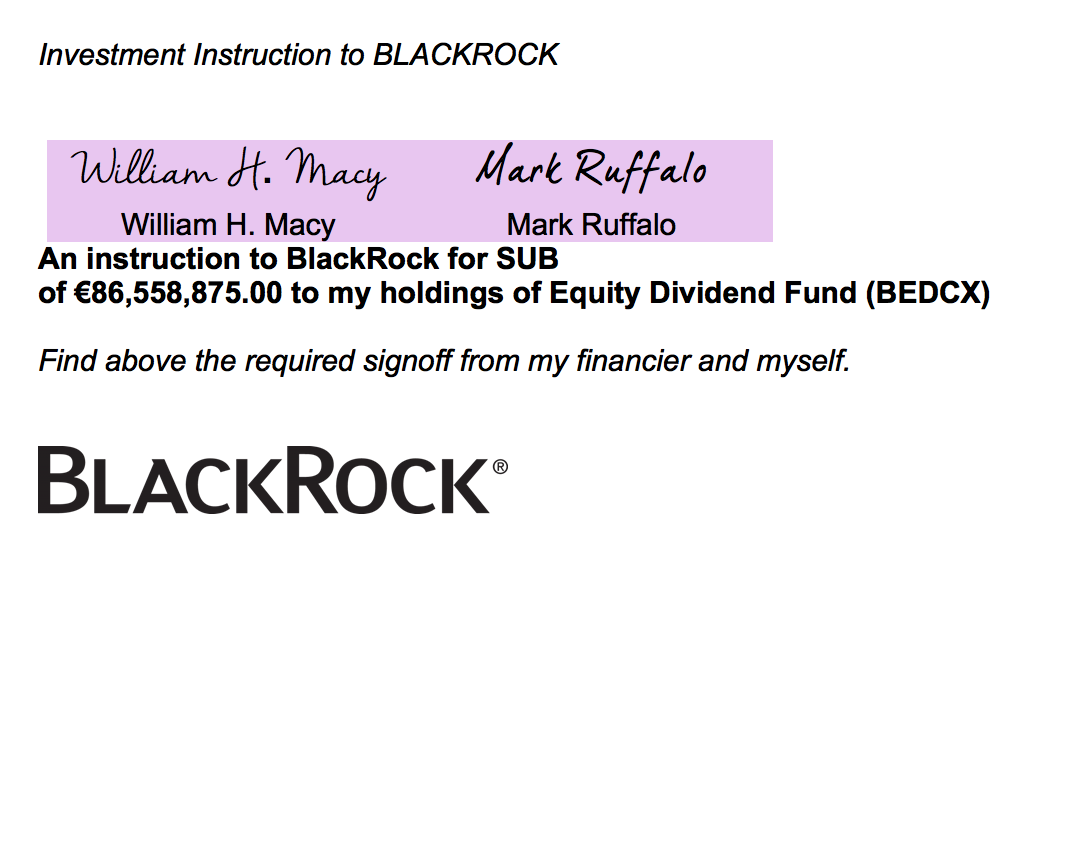 Investment Instruction to BLACKROCK
William H. Macy Mark Ruffalo
William H. Macy Mark Ruffalo
An instruction to BlackRock for SUB
of €86,558,875.00 to my holdings of Equity Dividend Fund (BEDCX)
Find above the required signoff from my financier and myself.
BLACKROCK®